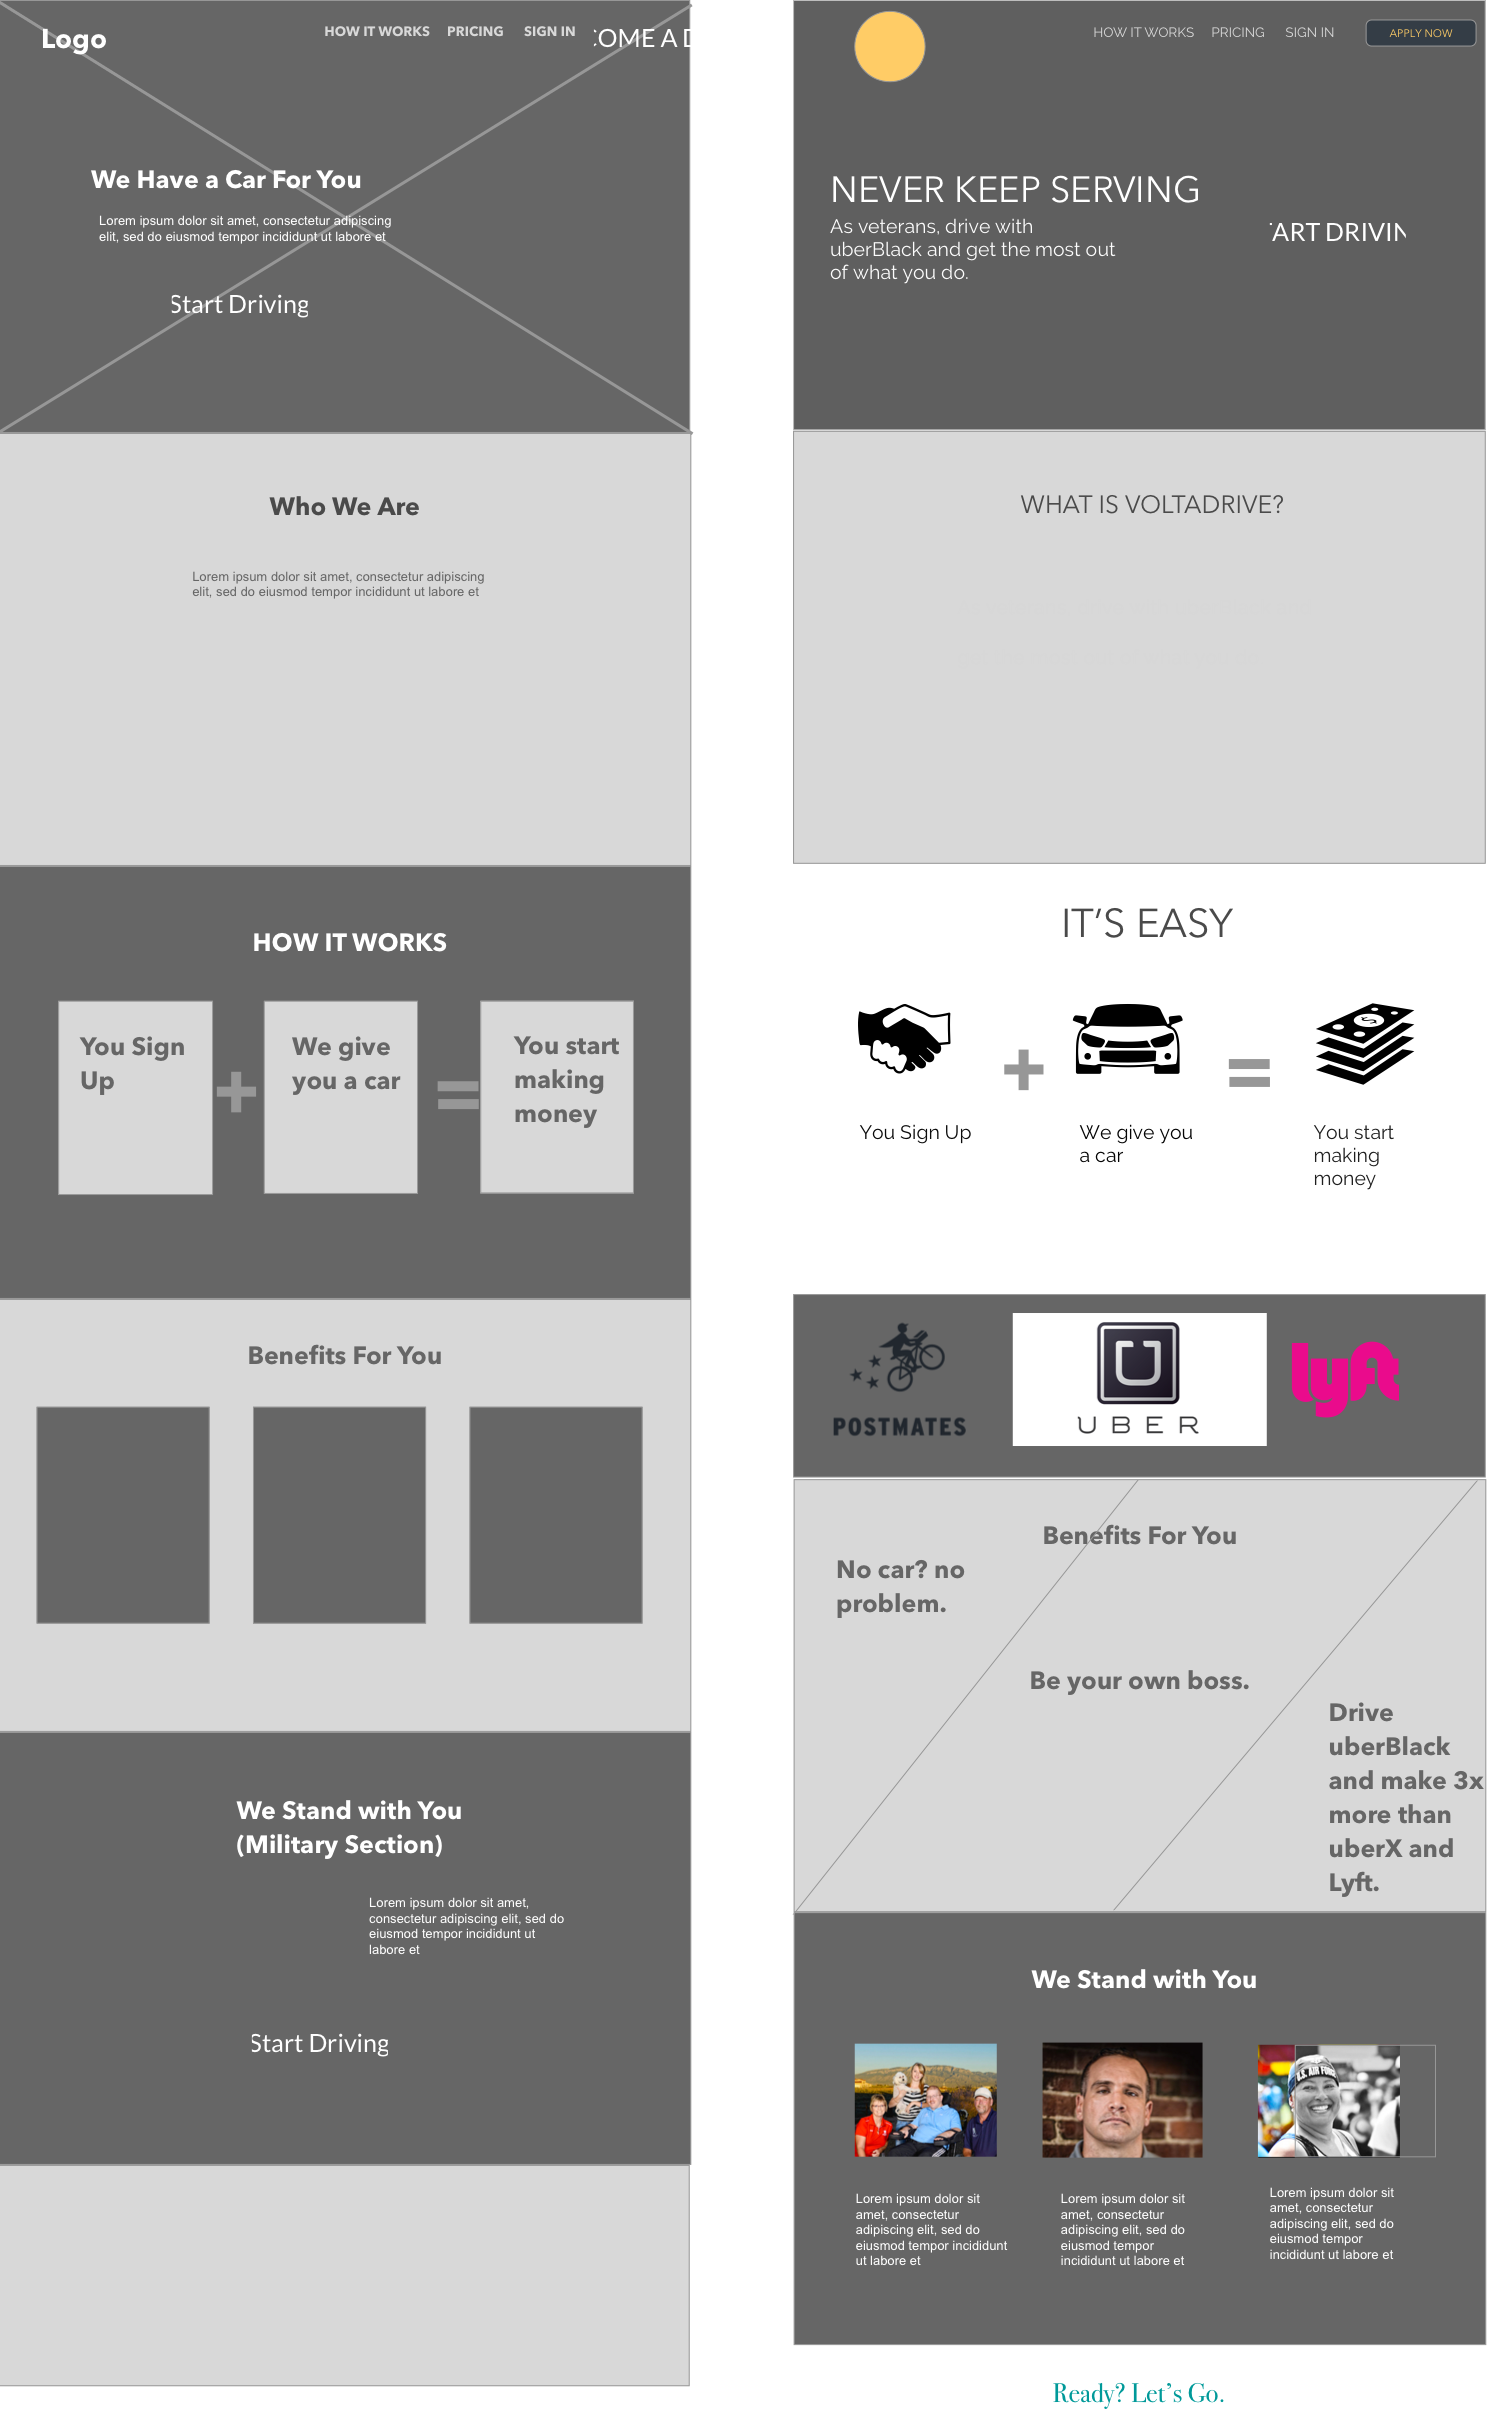 Logo
HOW IT WORKS PRICING SIGN IN
COME A D
We Have a Car For You
Lorem ipsum dolor sit amet, consectetur adipiscing
elit, sed do eiusmod tempor incididunt ut labore et
Start Driving
Who We Are
Lorem ipsum dolor sit amet, consectetur adipiscing
elit, sed do eiusmod tempor incididunt ut labore et
HOW IT WORKS
You Sign
Up
+
We give
you a car
=
You start
making
money
Benefits For You
We Stand with You
(Military Section)
Lorem ipsum dolor sit amet,
consectetur adipiscing elit, sed do
eiusmod tempor incididunt ut
labore et
Start Driving
HOW IT WORKS PRICING SIGN IN
APPLY NOW
NEVER KEEP SERVING
As veterans, drive with
uberBlack and get the most out
of what you do.
TART DRIVIN
WHAT IS VOLTADRIVE?
IT’S EASY
+
=
You Sign Up
We give you
a car
You start
making
money
POSTMATES
U
UBER
lyft
Benefits For You
No car? no
problem.
Be your own boss.
Drive
uberBlack
and make 3x
more than
uberX and
Lyft.
We Stand with You
U.S. AIR FORCE
Lorem ipsum dolor sit
amet, consectetur
adipiscing elit, sed do
eiusmod tempor incididunt
ut labore et
Lorem ipsum dolor sit
amet, consectetur
adipiscing elit, sed do
eiusmod tempor
incididunt ut labore et
Lorem ipsum dolor sit
amet, consectetur
adipiscing elit, sed do
eiusmod tempor
incididunt ut labore et
Ready? Let’s Go.